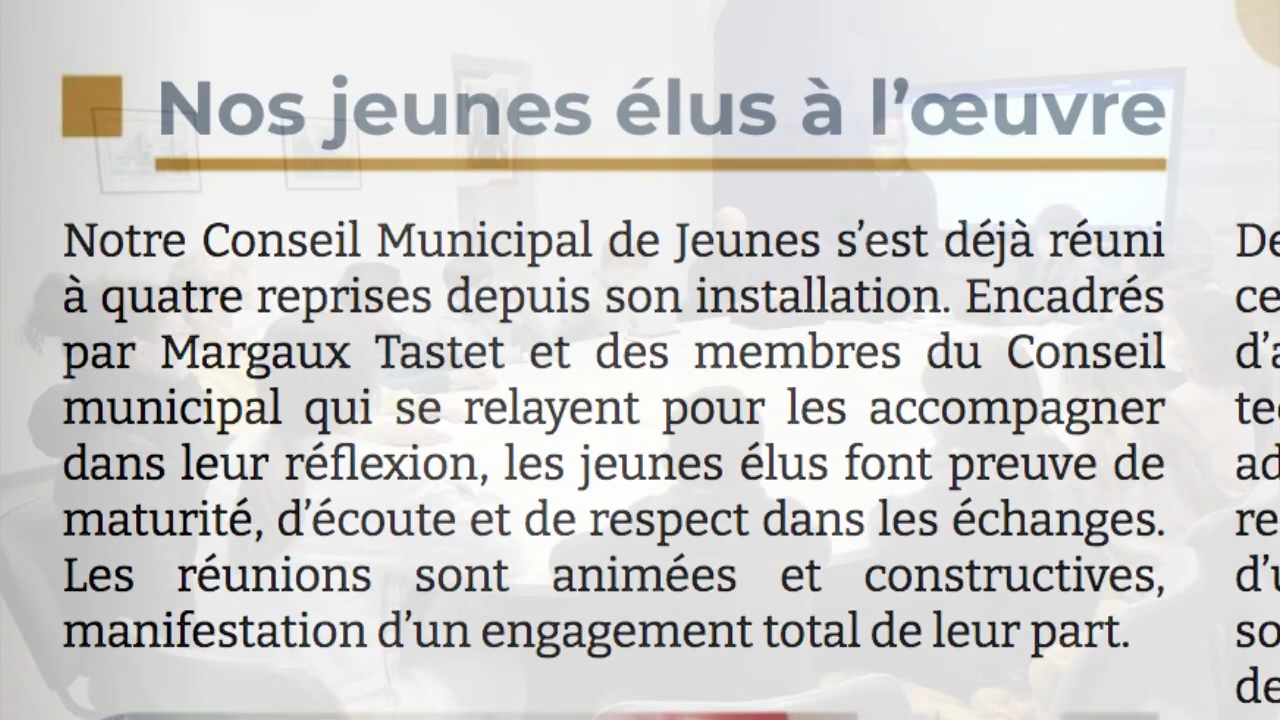 Nos jeunes élus à l’œuvre
Notre Conseil Municipal de Jeunes s’est déjà réuni
à quatre reprises depuis son installation. Encadrés
par Margaux Tastet et des membres du Conseil
municipal qui se relayent pour les accompagner
dans leur réflexion, les jeunes élus font preuve de
maturité, d’écoute et de respect dans les échanges.
Les réunions sont animées et constructives,
manifestation d’un engagement total de leur part.